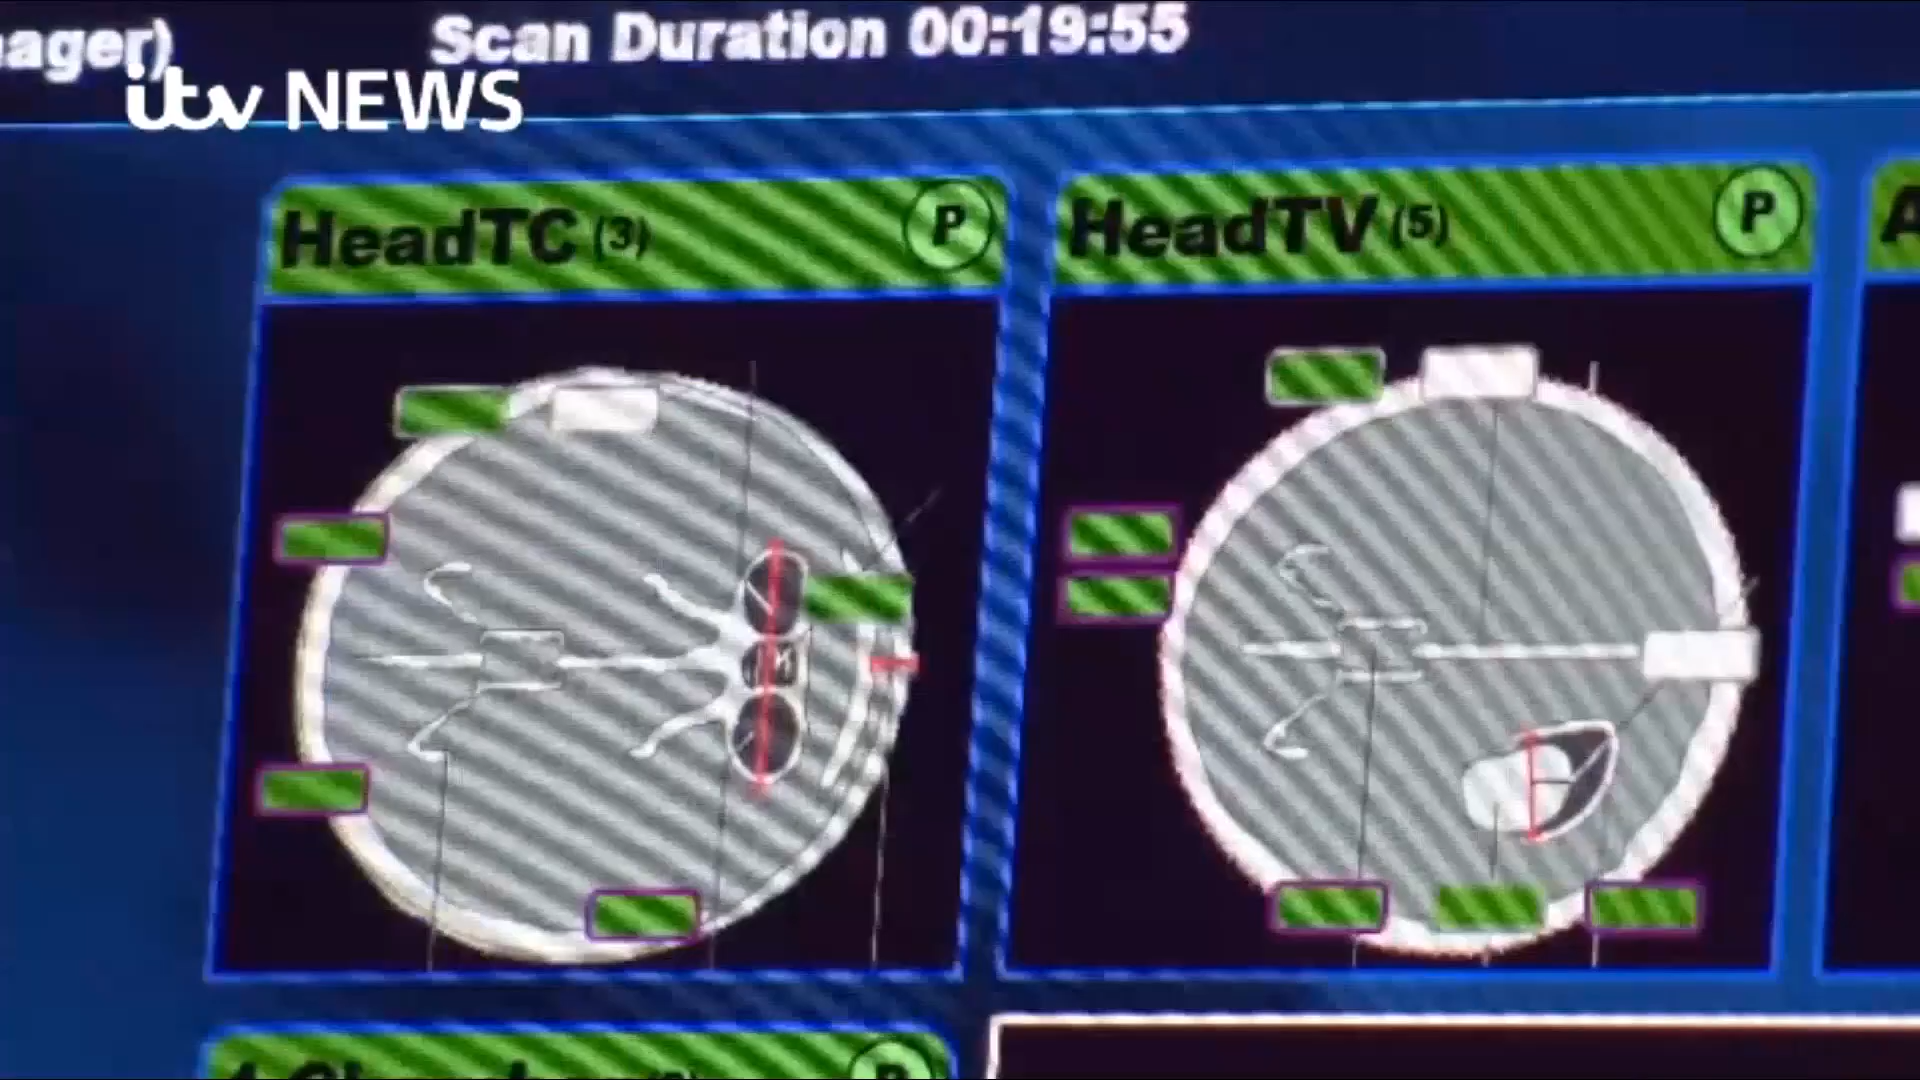 ager)
Scan Duration 00:19:55
itv NEWS
HeadTC (3)
P
HeadTV (5)
P
A